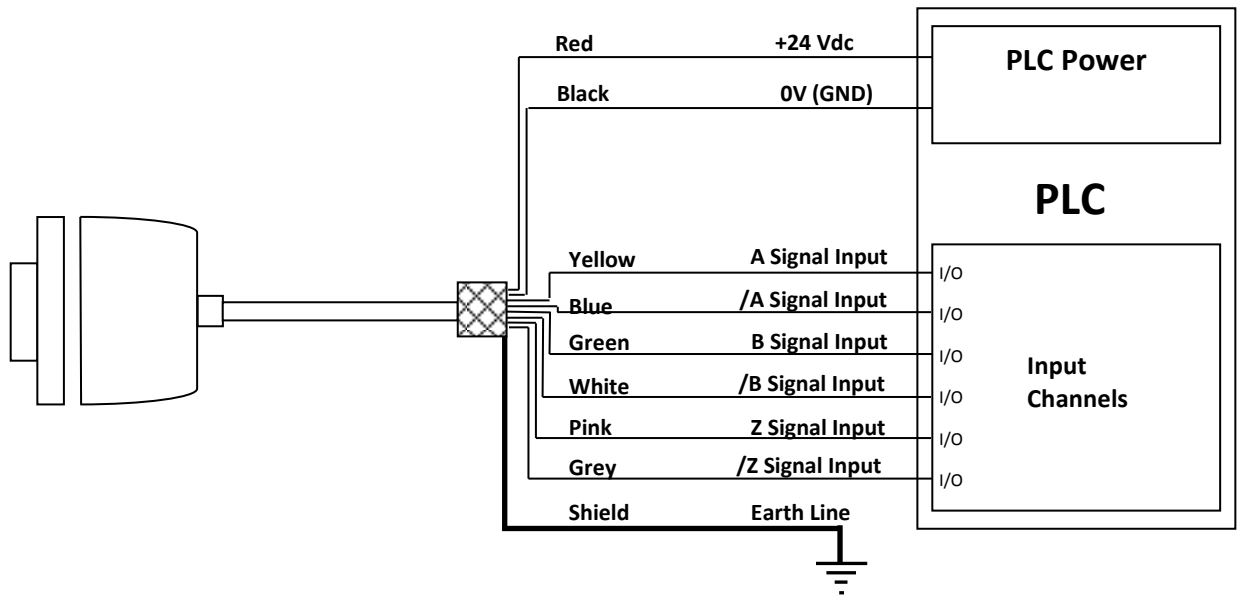 Red +24 Vdc
PLC Power
Black 0V (GND)
PLC
Yellow A Signal Input I/O
Blue /A Signal Input I/O
Green B Signal Input I/O
Input
White /B Signal Input I/O
Channels
Pink Z Signal Input I/O
Grey /Z Signal Input I/O
Shield Earth Line